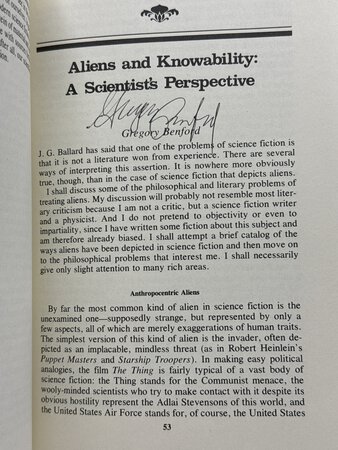 Aliens and Knowability:
A Scientist's Perspective
Gregory Benford
J. G. Ballard has said that one of the problems of science fiction is
that it is not a literature won from experience. There are several
ways of interpreting this assertion. It is nowhere more obviously
true, though, than in the case of science fiction that depicts aliens.
I shall discuss some of the philosophical and literary problems of
treating aliens. My discussion will probably not resemble most liter-
ary criticism because I am not a critic, but a science fiction writer
and a physicist. And I do not pretend to objectivity or even to
impartiality, since I have written some fiction about this subject and
am therefore already biased. I shall attempt a brief catalog of the
ways aliens have been depicted in science fiction and then move on
to the philosophical problems that interest me. I shall necessarily
give only slight attention to many rich areas.
Anthropocentric Aliens
By far the most common kind of alien in science fiction is the
unexamined one—supposedly strange, but represented by only a
few aspects, all of which are merely exaggerations of human traits.
The simplest version of this kind of alien is the invader, often de-
picted as an implacable, mindless threat (as in Robert Heinlein's
Puppet Masters and Starship Troopers). In making easy political
analogies, the film The Thing is fairly typical of a vast body of
science fiction: the Thing stands for the Communist menace, the
wooly-minded scientists who try to make contact with it despite its
obvious hostility represent the Adlai Stevensons of this world, and
the United States Air Force stands for, of course, the United States
53